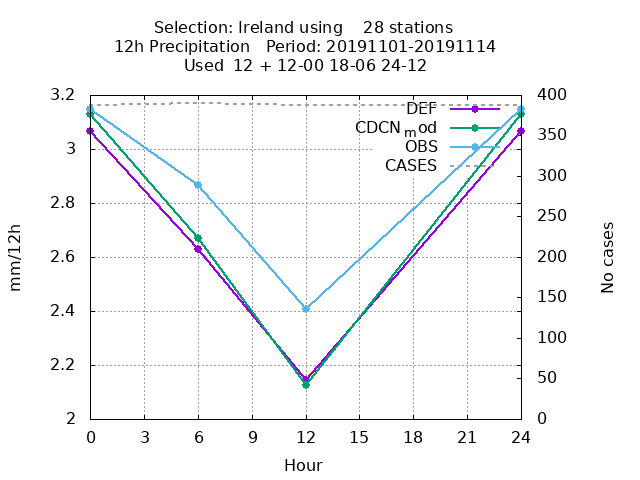 Selection: Ireland using    28 stations
12h Precipitation   Period: 20191101-20191114
Used  12 + 12-00 18-06 24-12
DEF
CDCN_mod
OBS
CASES
3.2
3
2.8
2.6
2.4
2.2
2
mm/12h
400
350
300
250
200
150
100
50
0
No cases
0 3 6 9 12 15 18 21 24
Hour